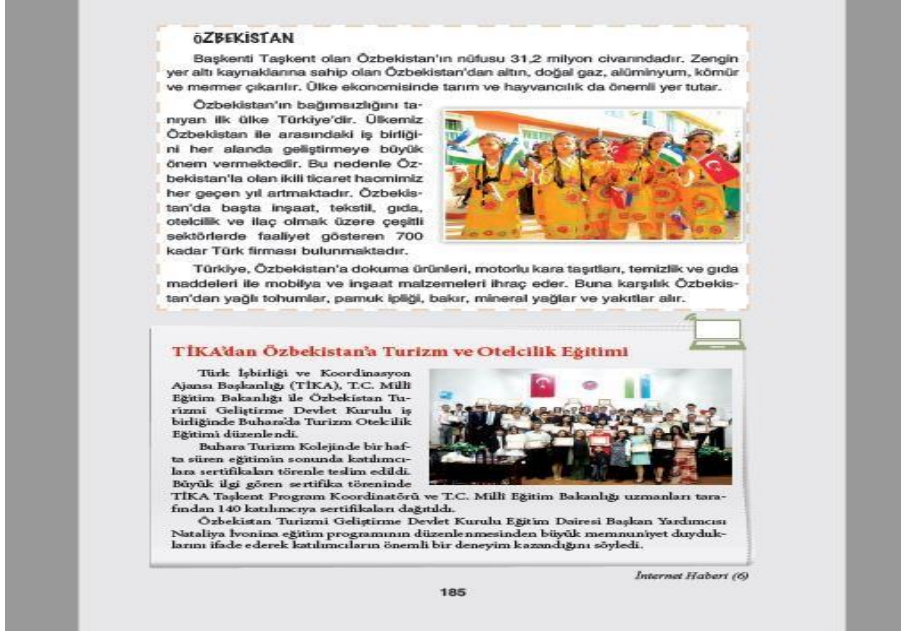 ÖZBEKİSTAN
Başkenti Taşkent olan Özbekistan'ın nüfusu 31,2 milyon civarındadır. Zengin
yer altı kaynaklarına sahip olan Özbekistan'dan altın, doğal gaz, alüminyum, kömür
ve mermer çıkarılır. Ülke ekonomisinde tarım ve hayvancılık da önemli yer tutar.
Özbekistan'ın bağımsızlığını ta-
nıyan ilk ülke Türkiye'dir. Ülkemiz
Özbekistan ile arasındaki iş birliği-
ni her alanda geliştirmeye büyük
önem vermektedir. Bu nedenle Öz-
bekistan'la olan ikili ticaret hacmimiz
her geçen yıl artmaktadır. Özbekis-
tan'da başta inşaat, tekstil, gıda,
otelcilik ve ilaç olmak üzere çeşitli
sektörlerde faaliyet gösteren 700
kadar Türk firması bulunmaktadır.
Türkiye, Özbekistan'a dokuma ürünleri, motorlu kara taşıtları, temizlik ve gıda
maddeleri ile mobilya ve inşaat malzemeleri ihraç eder. Buna karşılık Özbekis-
tan'dan yağlı tohumlar, pamuk ipliği, bakır, mineral yağlar ve yakıtlar alır.
TİKA'dan Özbekistan'a Turizm ve Otelcilik Eğitimi
Türk İşbirliği ve Koordinasyon
Ajansı Başkanlığı (TİKA), T.C. Millî
Eğitim Bakanlığı ile Özbekistan Tu-
rizmi Geliştirme Devlet Kurulu iş
birliğinde Buhara'da Turizm Otelcilik
Eğitimi düzenlendi.
Buhara Turizm Kolejinde bir haf-
ta süren eğitimin sonunda katılımcı-
lara sertifikaları törenle teslim edildi.
Büyük ilgi gören sertifika töreninde
TİKA Taşkent Program Koordinatörü ve T.C. Millî Eğitim Bakanlığı uzmanları tara-
fından 140 katılımcıya sertifikaları dağıtıldı.
Özbekistan Turizmi Geliştirme Devlet Kurulu Eğitim Dairesi Başkan Yardımcısı
Nataliya İvonina eğitim programının düzenlenmesinden büyük memnuniyet duyduk-
larını ifade ederek katılımcıların önemli bir deneyim kazandığını söyledi.
İnternet Haberi (6)
185